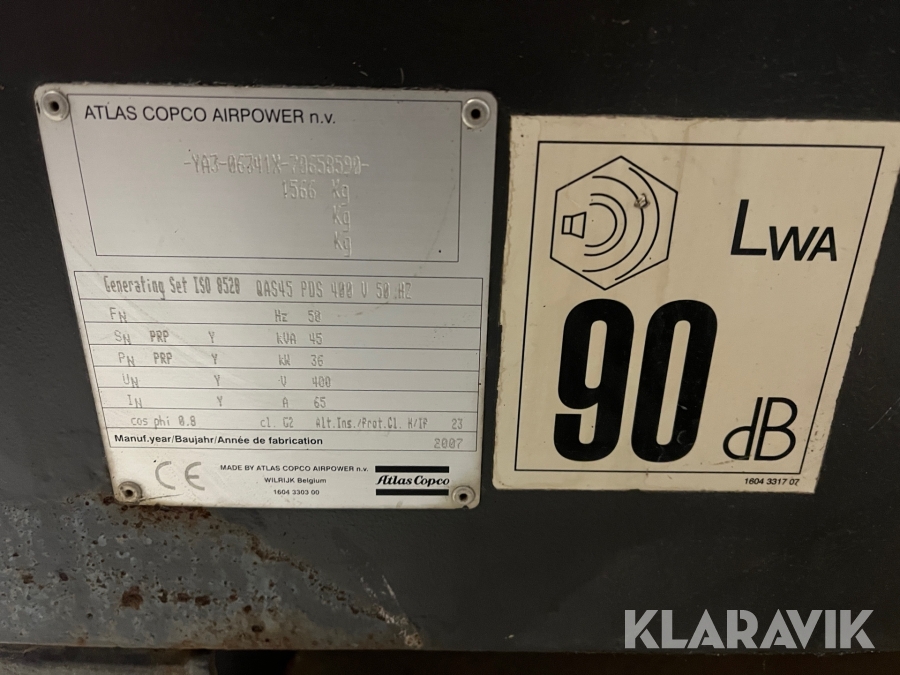 ATLAS COPCO AIRPOWER n.v.
1566 Kg
Kg
Kg
Generating Set ISO 8528 QAS45 PDS 400 V 50 HZ
FN Hz 50
SN PRP Y kVA 45
PN PRP Y kW 36
UN Y V 400
IN Y A 65
cos phi 0.8 cl. G2 Alt.Ins./Prot.Cl. H/IP 23
Manuf.year/Baujahr/Année de fabrication 2007
CE
MADE BY ATLAS COPCO AIRPOWER n.v.
WILRIJK Belgium
1604 3303 00
Atlas Copco
LWA
90 dB
1604 3317 07
KLARAVIK